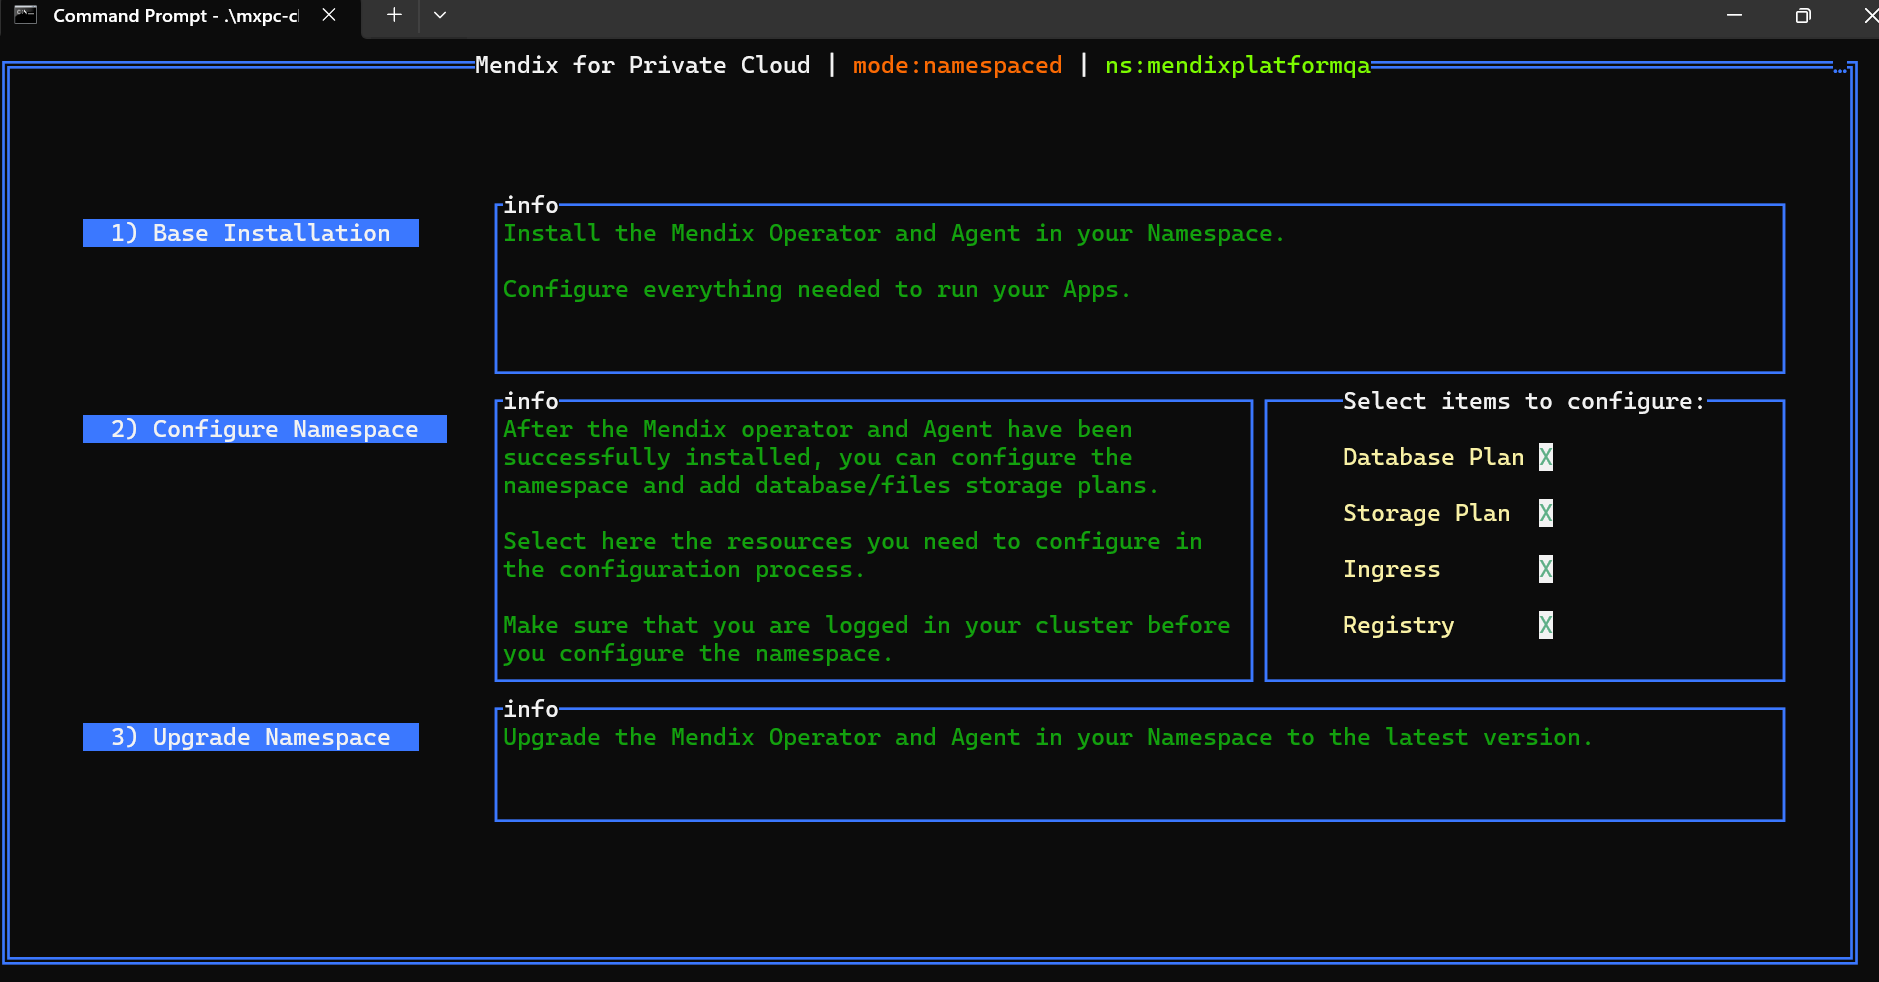 Command Prompt - .\mxpc-cl
Mendix for Private Cloud | mode:namespaced | ns:mendixplatformqa
info
1) Base Installation
Install the Mendix Operator and Agent in your Namespace.
Configure everything needed to run your Apps.
2) Configure Namespace
info
After the Mendix operator and Agent have been
successfully installed, you can configure the
namespace and add database/files storage plans.
Select here the resources you need to configure in
the configuration process.
Make sure that you are logged in your cluster before
you configure the namespace.
Select items to configure:
Database Plan X
Storage Plan X
Ingress X
Registry X
info
3) Upgrade Namespace
Upgrade the Mendix Operator and Agent in your Namespace to the latest version.